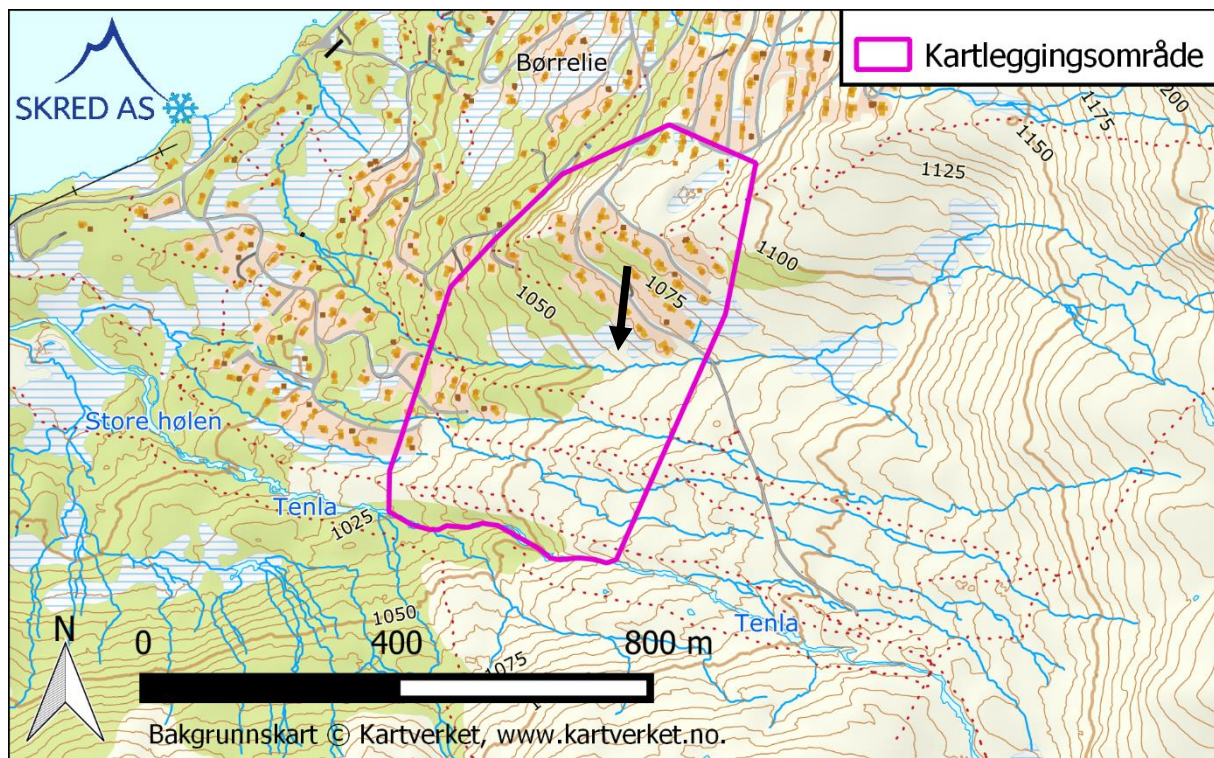 SKRED AS
Børrelie
Kartleggingsområde
200
1175
1150
1125
1100
1075
1050
Store hølen
Tenla
1025
1050
1075
Tenla
N
0 400 800 m
Bakgrunnskart © Kartverket, www.kartverket.no.